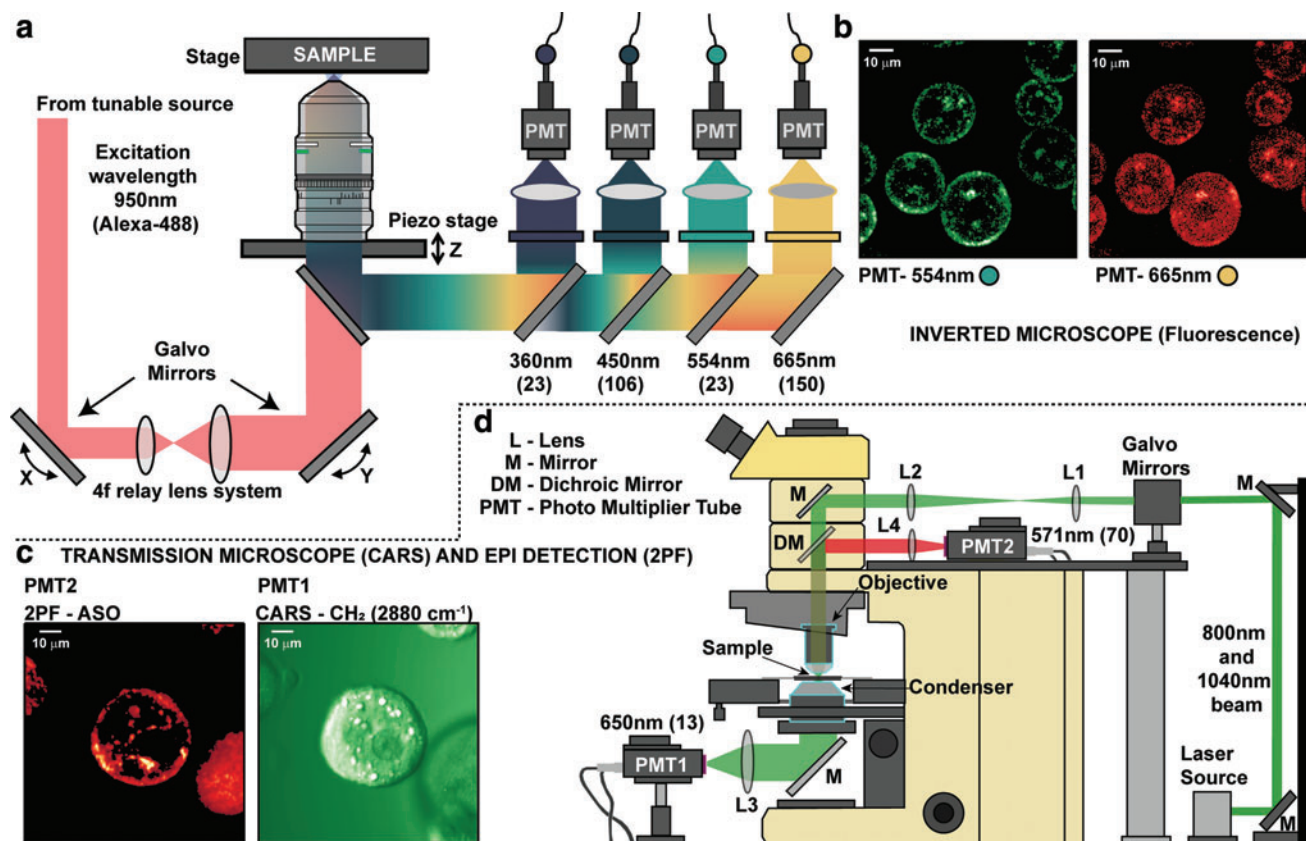 a
Stage
SAMPLE
From tunable source
Excitation
wavelength
950nm
(Alexa-488)
Piezo stage
Z
PMT
PMT
PMT
PMT
360nm
(23)
450nm
(106)
554nm
(23)
665nm
(150)
Galvo
Mirrors
X
Y
4f relay lens system
b
10 μm
10 μm
PMT- 554nm
PMT- 665nm
INVERTED MICROSCOPE (Fluorescence)
c
TRANSMISSION MICROSCOPE (CARS) AND EPI DETECTION (2PF)
PMT2
2PF - ASO
10 μm
PMT1
CARS - CH₂ (2880 cm⁻¹)
10 μm
d
L - Lens
M - Mirror
DM - Dichroic Mirror
PMT - Photo Multiplier Tube
M
L2
L1
Galvo
Mirrors
M
DM
L4
PMT2
571nm (70)
Objective
Sample
Condenser
800nm
and
1040nm
beam
650nm (13)
PMT1
L3
M
Laser
Source
M